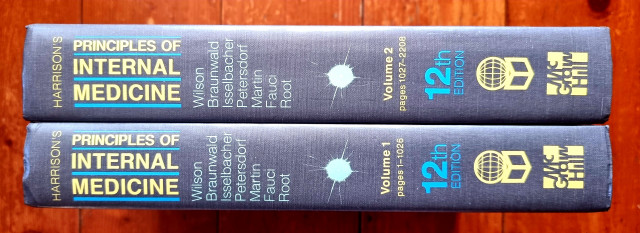 HARRISON'S
PRINCIPLES OF
INTERNAL
MEDICINE
Wilson
Braunwald
Isselbacher
Petersdorf
Martin
Fauci
Root
Volume 2
pages 1027-2208
12th
EDITION
Mc
Graw
Hill
HARRISON'S
PRINCIPLES OF
INTERNAL
MEDICINE
Wilson
Braunwald
Isselbacher
Petersdorf
Martin
Fauci
Root
Volume 1
pages 1-1026
12th
EDITION
Mc
Graw
Hill